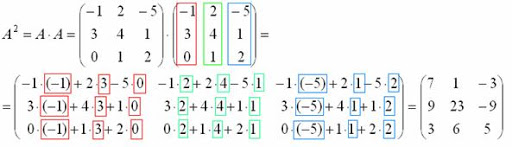 A² = A · A = ( -1 2 -5 ; 3 4 1 ; 0 1 2 ) · ( -1 2 -5 ; 3 4 1 ; 0 1 2 ) =
= ( -1·(-1)+2·3-5·0 -1·2+2·4-5·1 -1·(-5)+2·1-5·2 ; 3·(-1)+4·3+1·0 3·2+4·4+1·1 3·(-5)+4·1+1·2 ; 0·(-1)+1·3+2·0 0·2+1·4+2·1 0·(-5)+1·1+2·2 ) = ( 7 1 -3 ; 9 23 -9 ; 3 6 5 )